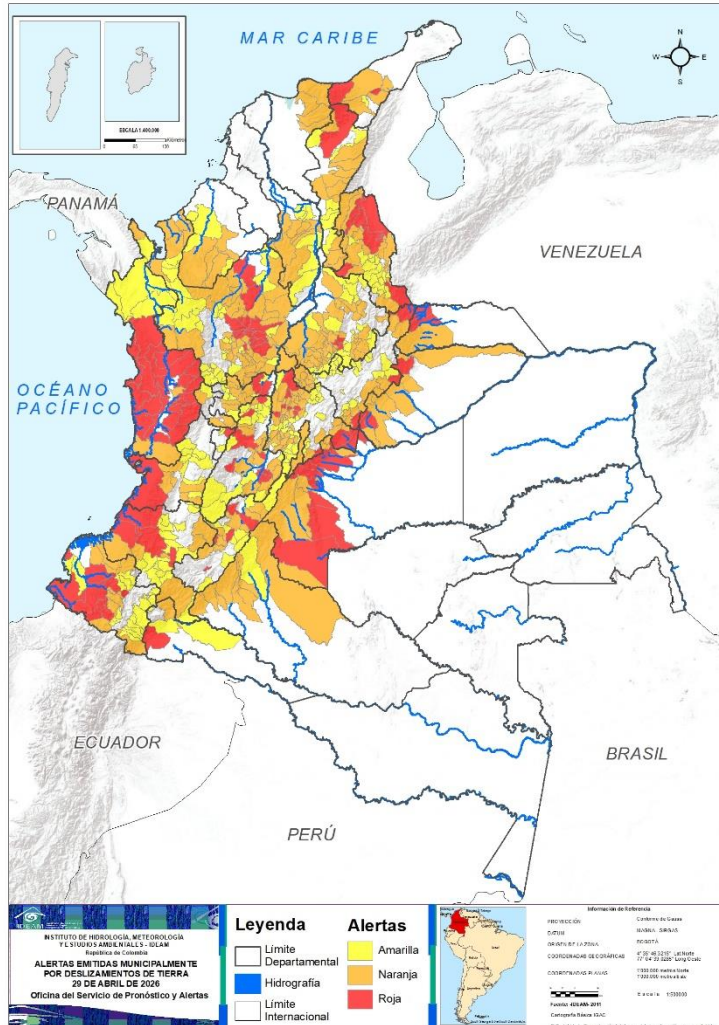 MAR CARIBE
N
W
E
S
PANAMÁ
VENEZUELA
OCÉANO
PACÍFICO
ECUADOR
BRASIL
PERÚ
INSTITUTO DE HIDROLOGÍA, METEOROLOGÍA
Y ESTUDIOS AMBIENTALES - IDEAM
República de Colombia
ALERTAS EMITIDAS MUNICIPALMENTE
POR DESLIZAMIENTOS DE TIERRA
29 DE ABRIL DE 2026
Oficina del Servicio de Pronóstico y Alertas
Leyenda
Límite
Departamental
Hidrografía
Límite
Internacional
Alertas
Amarilla
Naranja
Roja
Información de Referencia
PROYECCIÓN
DATUM
ORIGEN DE LA ZONA
BOGOTÁ
COORDENADAS GEOGRÁFICAS
COORDENADAS PLANAS
Cartografía Básica IGAC